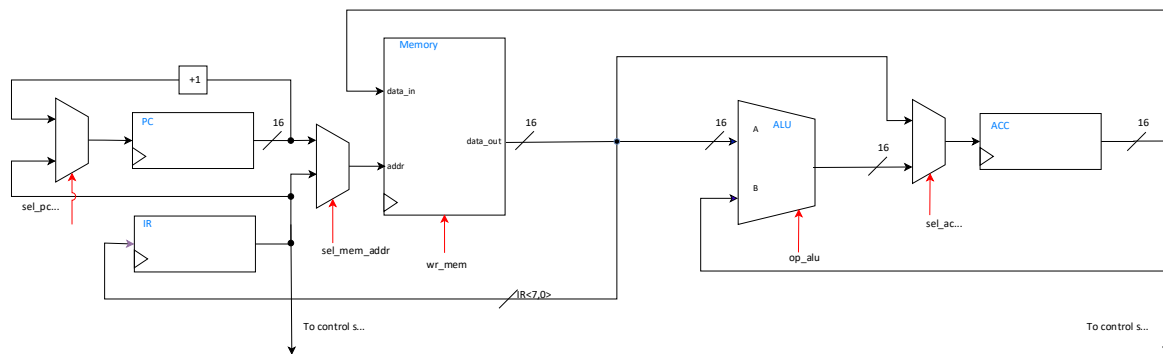 Memory
+1
data_in
PC
16
16
data_out
addr
sel_pc...
IR
sel_mem_addr
wr_mem
IR<7,0>
To control s...
16
A
ALU
B
16
op_alu
sel_ac...
ACC
16
To control s...